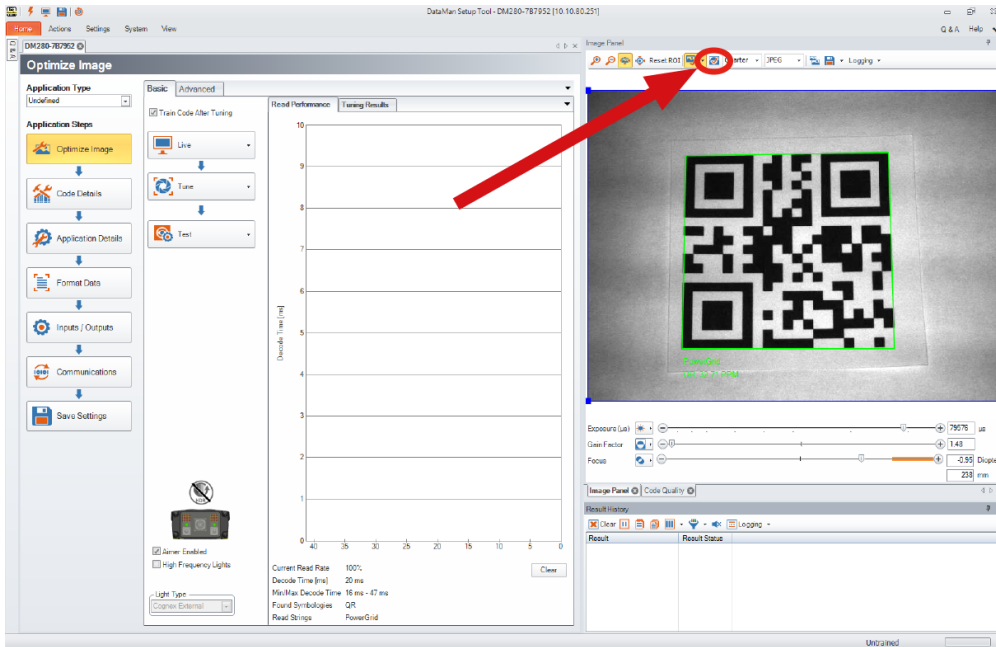 DataMan Setup Tool - DM280-7B7952 [10.10.80.251]
Home Actions Settings System View
Q & A Help
Q & A
DM280-7B7952
Optimize Image
Application Type
Undefined
Application Steps
Optimize Image
Code Details
Application Details
Format Data
Inputs / Outputs
Communications
Save Settings
Basic Advanced
Train Code After Tuning
Live
Tune
Test
Aimer Enabled
High Frequency Lights
Light Type
Cognex External
Read Performance Tuning Results
10
9
8
7
6
5
4
3
2
1
0
Decode Time [ms]
40 35 30 25 20 15 10 5 0
Current Read Rate 100%
Decode Time [ms] 20 ms
Min/Max Decode Time 16 ms - 47 ms
Found Symbologies QR
Read Strings PowerGrid
Clear
Image Panel
Reset ROI JPEG Logging
PowerGrid
Exposure (µs) 79976 µs
Gain Factor 1.48
Focus -0.95 Diopte
238 mm
Image Panel Code Quality
Result History
Clear Logging
Result Result Status
Untrained